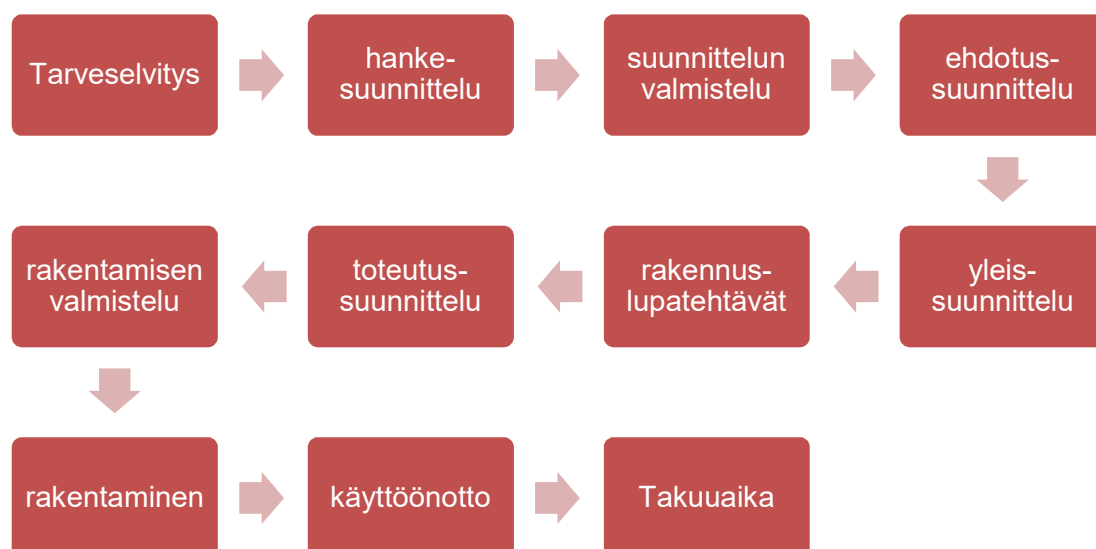 Tarveselvitys
hanke-
suunnittelu
suunnittelun
valmistelu
ehdotus-
suunnittelu
yleis-
suunnittelu
rakennus-
lupatehtävät
toteutus-
suunnittelu
rakentamisen
valmistelu
rakentaminen
käyttöönotto
Takuuaika